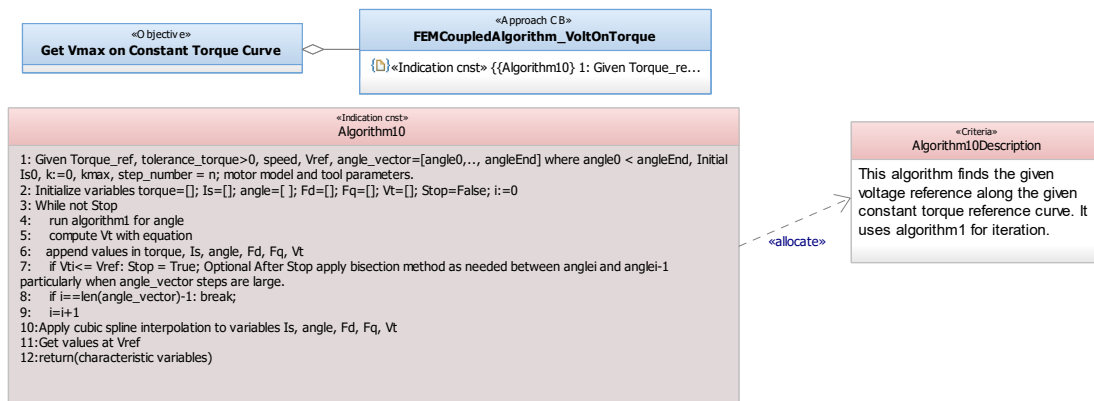 «Objective»
Get Vmax on Constant Torque Curve
«Approach CB»
FEMCoupledAlgorithm_VoltOnTorque
{ }«Indication cnst» {{Algorithm10} 1: Given Torque_re...
«Indication cnst»
Algorithm10
1: Given Torque_ref, tolerance_torque>0, speed, Vref, angle_vector=[angle0,.., angleEnd] where angle0 < angleEnd, Initial
Is0, k:=0, kmax, step_number = n; motor model and tool parameters.
2: Initialize variables torque=[]; Is=[]; angle=[ ]; Fd=[]; Fq=[]; Vt=[]; Stop=False; i:=0
3: While not Stop
4: run algorithm1 for angle
5: compute Vt with equation
6: append values in torque, Is, angle, Fd, Fq, Vt
7: if Vti<= Vref: Stop = True; Optional After Stop apply bisection method as needed between anglei and anglei-1
particularly when angle_vector steps are large.
8: if i==len(angle_vector)-1: break;
9: i=i+1
10:Apply cubic spline interpolation to variables Is, angle, Fd, Fq, Vt
11:Get values at Vref
12:return(characteristic variables)
«allocate»
«Criteria»
Algorithm10Description
This algorithm finds the given
voltage reference along the given
constant torque reference curve. It
uses algorithm1 for iteration.